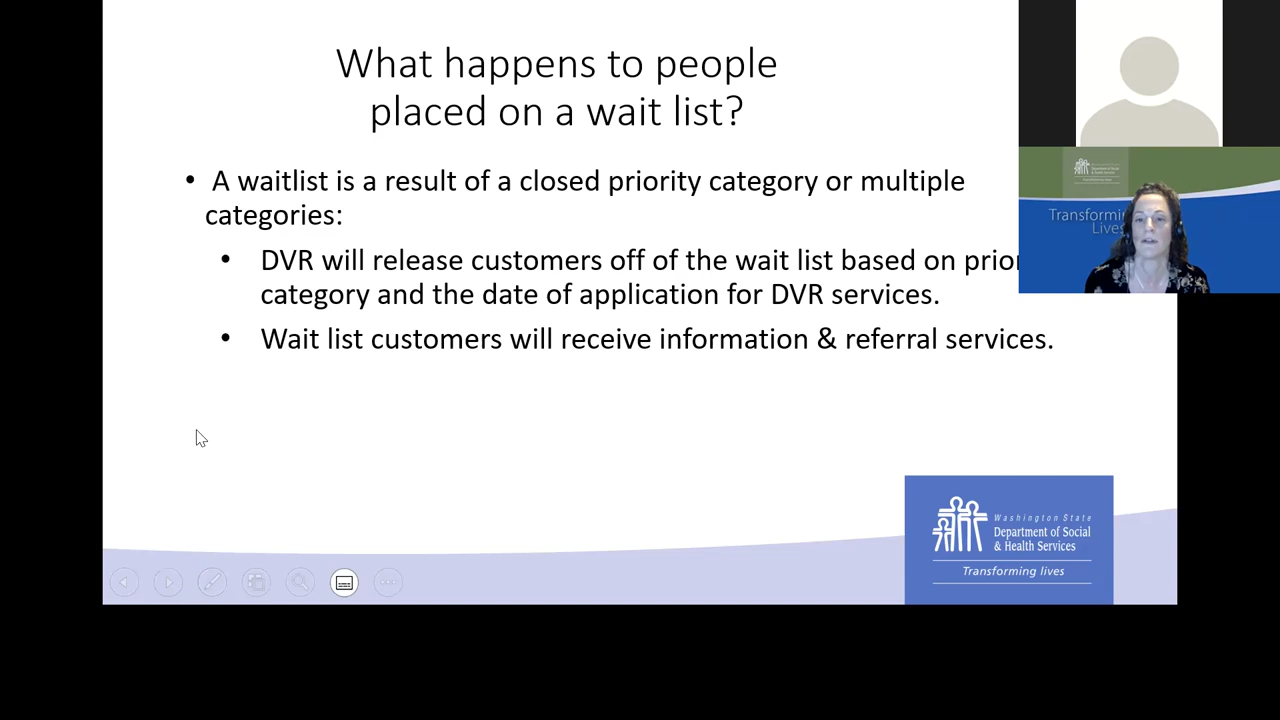 What happens to people
placed on a wait list?
• A waitlist is a result of a closed priority category or multiple
categories:
• DVR will release customers off of the wait list based on
category and the date of application for DVR services.
• Wait list customers will receive information & referral services.
Transforming
Lives
Washington State
Department of Social
& Health Services
Transforming lives